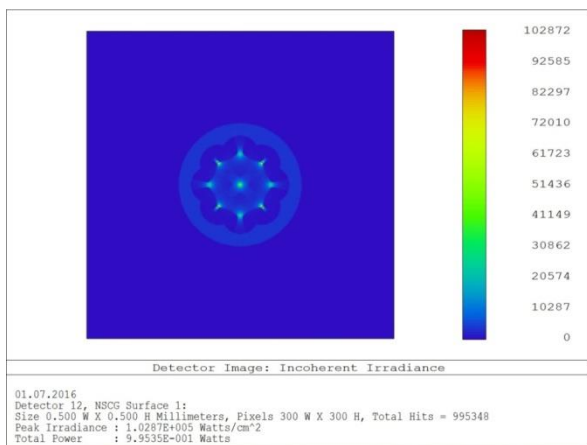 102872
92585
82297
72010
61723
51436
41149
30862
20574
10287
0
Detector Image: Incoherent Irradiance
01.07.2016
Detector 12, NSCG Surface 1:
Size 0.500 W X 0.500 H Millimeters, Pixels 300 W X 300 H, Total Hits = 995348
Peak Irradiance : 1.0287E+005 Watts/cm^2
Total Power : 9.9535E-001 Watts